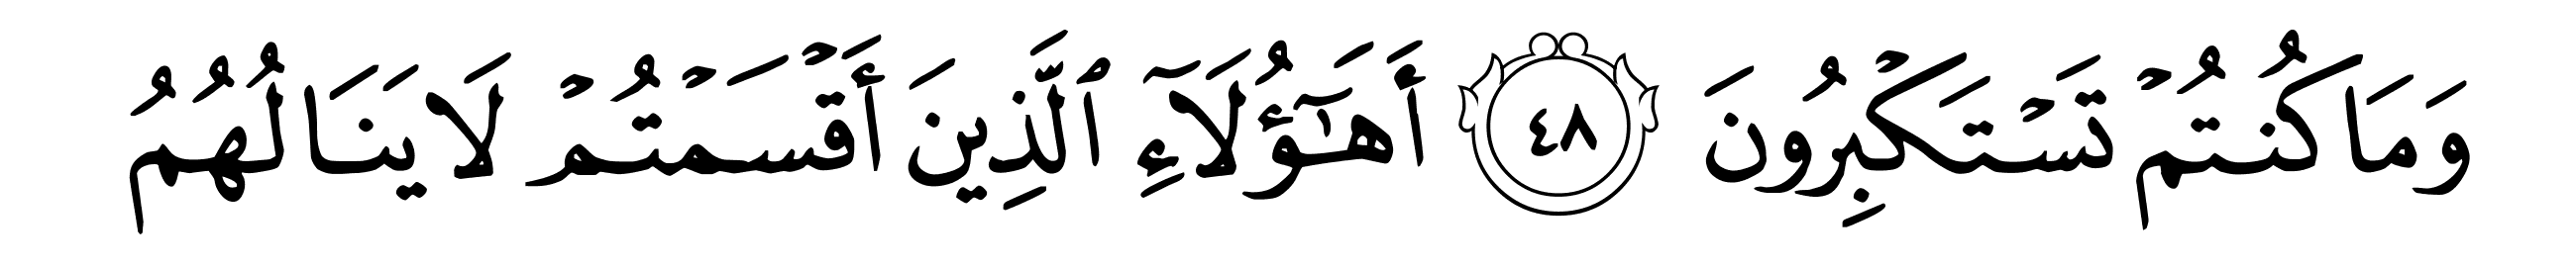 وَمَا كُنتُمْ تَسْتَكْبِرُونَ ٤٨ أَهَٰٓؤُلَآءِ ٱلَّذِينَ أَقْسَمْتُمْ لَا يَنَالُهُمُ